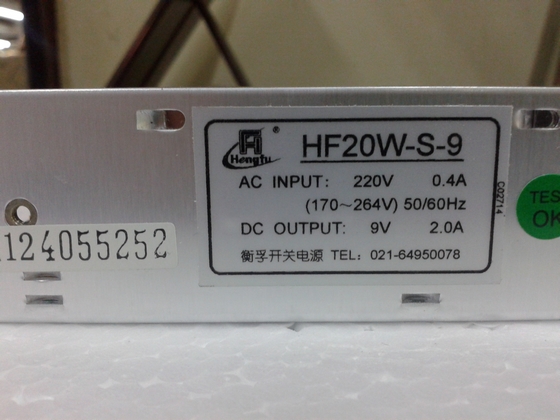 Hengfu ®
HF20W-S-9
AC INPUT: 220V 0.4A
(170~264V) 50/60Hz
DC OUTPUT: 9V 2.0A
衡孚开关电源 TEL: 021-64950078
C02714
124055252
TES
OK